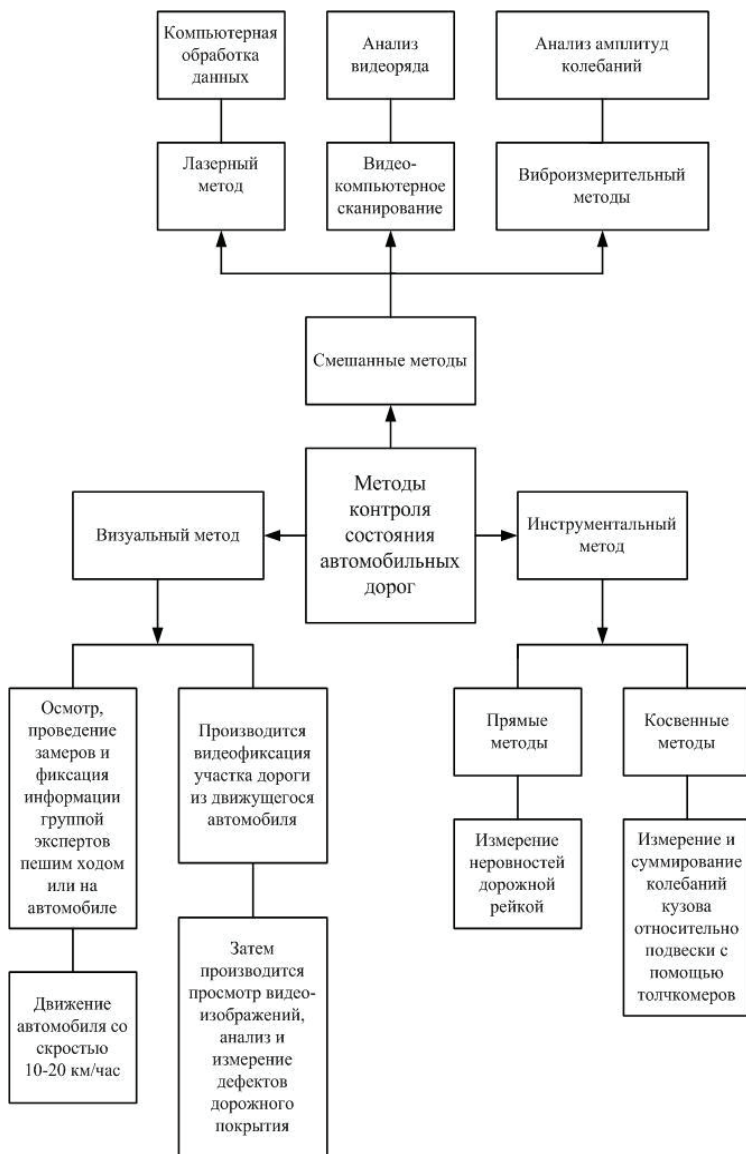 Компьютерная
обработка
данных
Анализ
видеоряда
Анализ амплитуд
колебаний
Лазерный
метод
Видео-
компьютерное
сканирование
Виброизмерительный
методы
Смешанные методы
Методы
контроля
состояния
автомобильных
дорог
Визуальный метод
Инструментальный
метод
Осмотр,
проведение
замеров и
фиксация
информации
группой
экспертов
пешим ходом
или на
автомобиле
Производится
видеофиксация
участка дороги
из движущегося
автомобиля
Прямые
методы
Косвенные
методы
Измерение
неровностей
дорожной
рейкой
Измерение и
суммирование
колебаний
кузова
относительно
подвески с
помощью
толчкомеров
Движение
автомобиля со
скростью
10-20 км/час
Затем
производится
просмотр видео-
изображений,
анализ и
измерение
дефектов
дорожного
покрытия